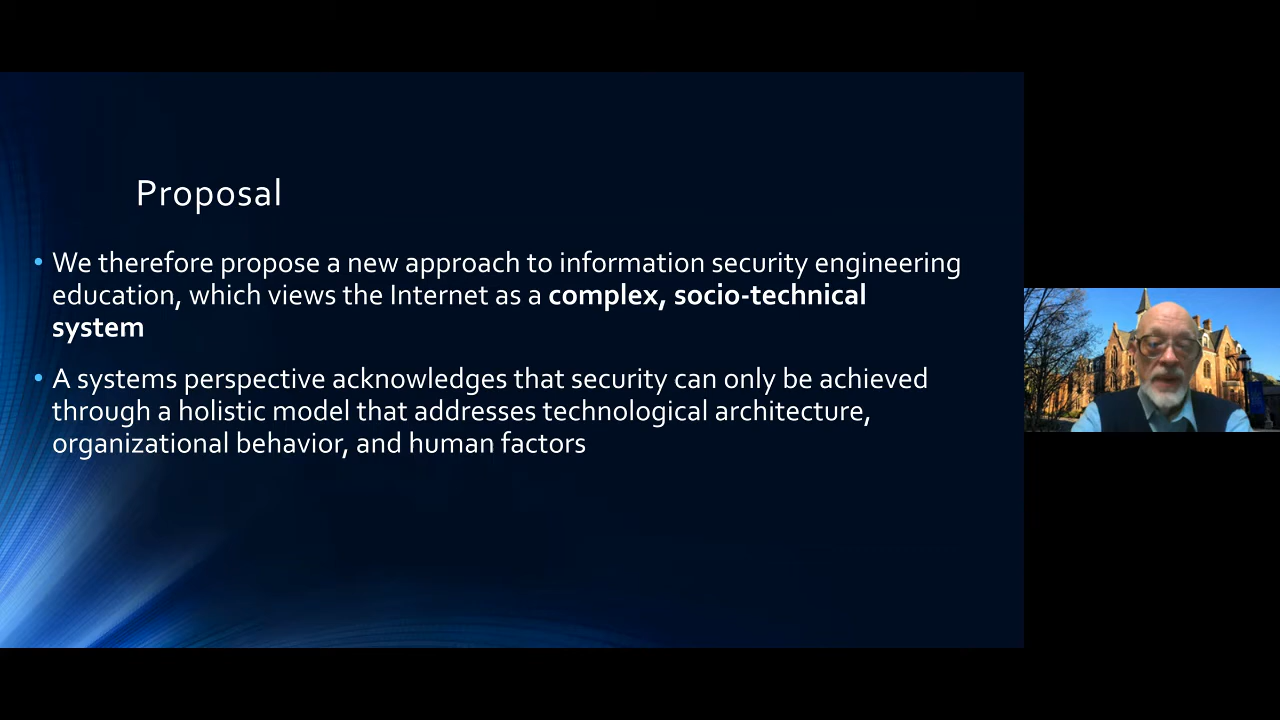 Proposal
• We therefore propose a new approach to information security engineering
education, which views the Internet as a complex, socio-technical
system
• A systems perspective acknowledges that security can only be achieved
through a holistic model that addresses technological architecture,
organizational behavior, and human factors